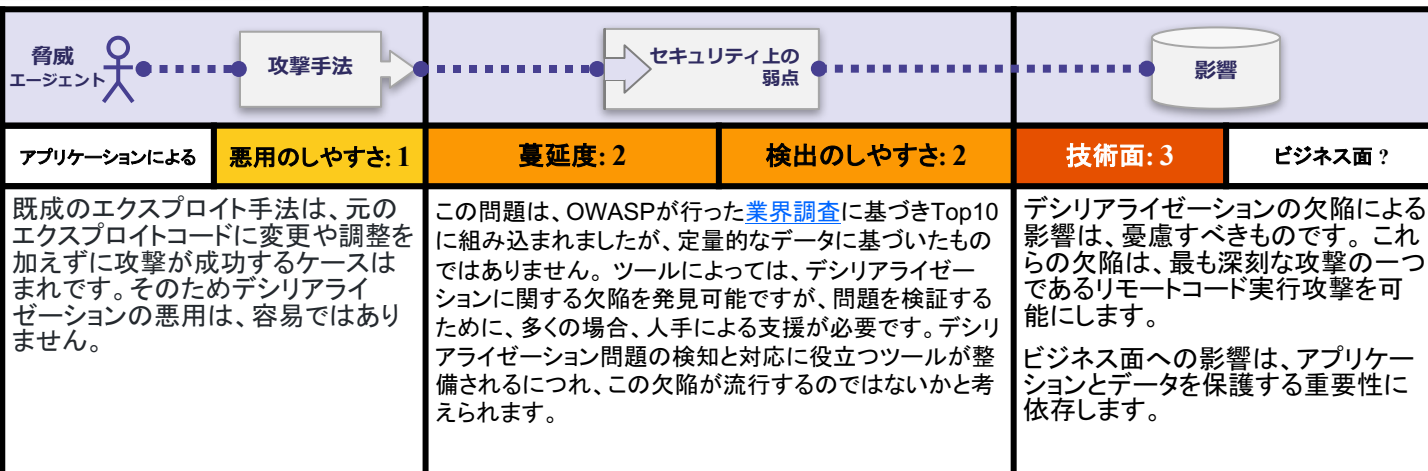 脅威
エージェント
攻撃手法
セキュリティ上の
弱点
影響
アプリケーションによる
悪用のしやすさ: 1
蔓延度: 2
検出のしやすさ: 2
技術面: 3
ビジネス面 ?
既成のエクスプロイト手法は、元の
エクスプロイトコードに変更や調整を
加えずに攻撃が成功するケースは
まれです。そのためデシリアライ
ゼーションの悪用は、容易ではあり
ません。
この問題は、OWASPが行った業界調査に基づきTop10
に組み込まれましたが、定量的なデータに基づいたもの
ではありません。ツールによっては、デシリアライゼー
ションに関する欠陥を発見可能ですが、問題を検証する
ために、多くの場合、人手による支援が必要です。デシリ
アライゼーション問題の検知と対応に役立つツールが整
備されるにつれ、この欠陥が流行するのではないかと考
えられます。
デシリアライゼーションの欠陥による
影響は、憂慮すべきものです。これ
らの欠陥は、最も深刻な攻撃の一つ
であるリモートコード実行攻撃を可
能にします。
ビジネス面への影響は、アプリケー
ションとデータを保護する重要性に
依存します。